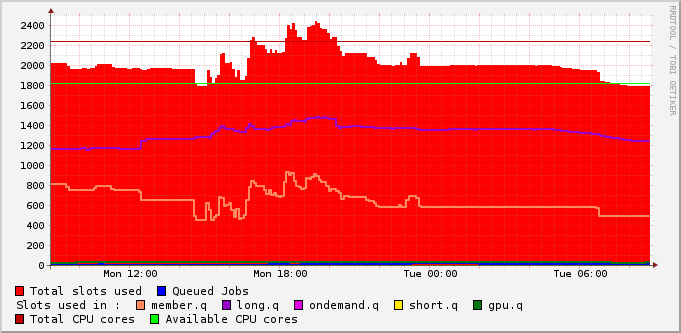 2400
2200
2000
1800
1600
1400
1200
1000
800
600
400
200
0
Mon 12:00 Mon 18:00 Tue 00:00 Tue 06:00
Total slots used Queued Jobs
Slots used in : member.q long.q ondemand.q short.q gpu.q
Total CPU cores Available CPU cores
RRDTOOL / TOBI OETIKER